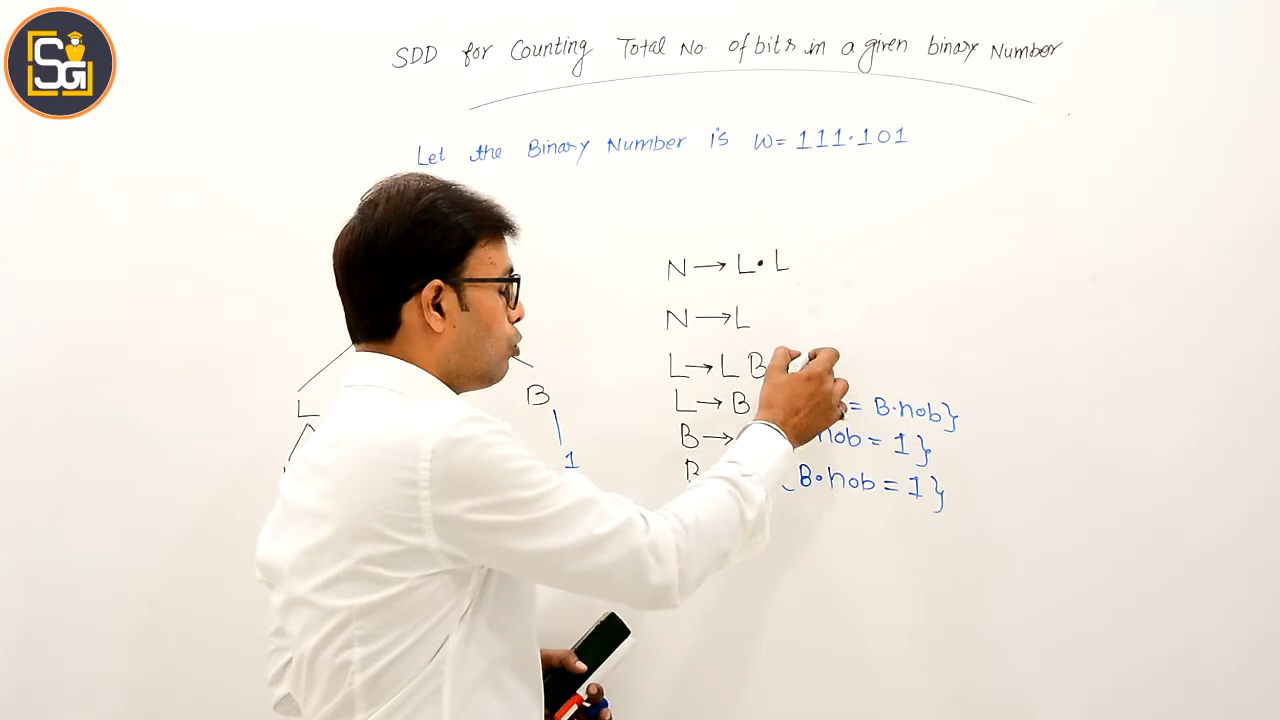 SG
SDD for Counting Total No. of bits in a given binary Number
Let the Binary Number is W = 111.101
N → L . L
N → L
L → L B
L → B = B.nob}
B → nob = 1}
B B.nob = 1}
L
B
1